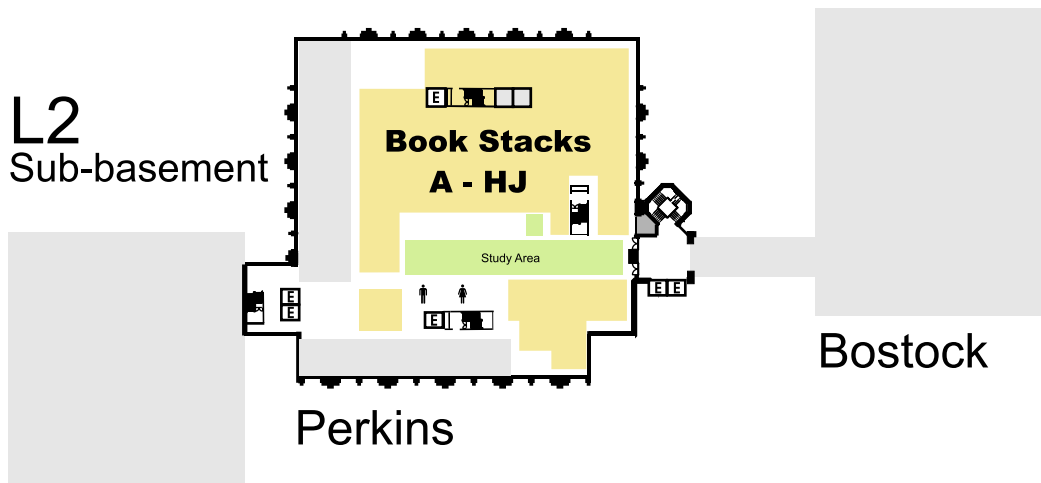 L2
Sub-basement
E
Book Stacks
A - HJ
Study Area
E
E
E
E E
Perkins
Bostock